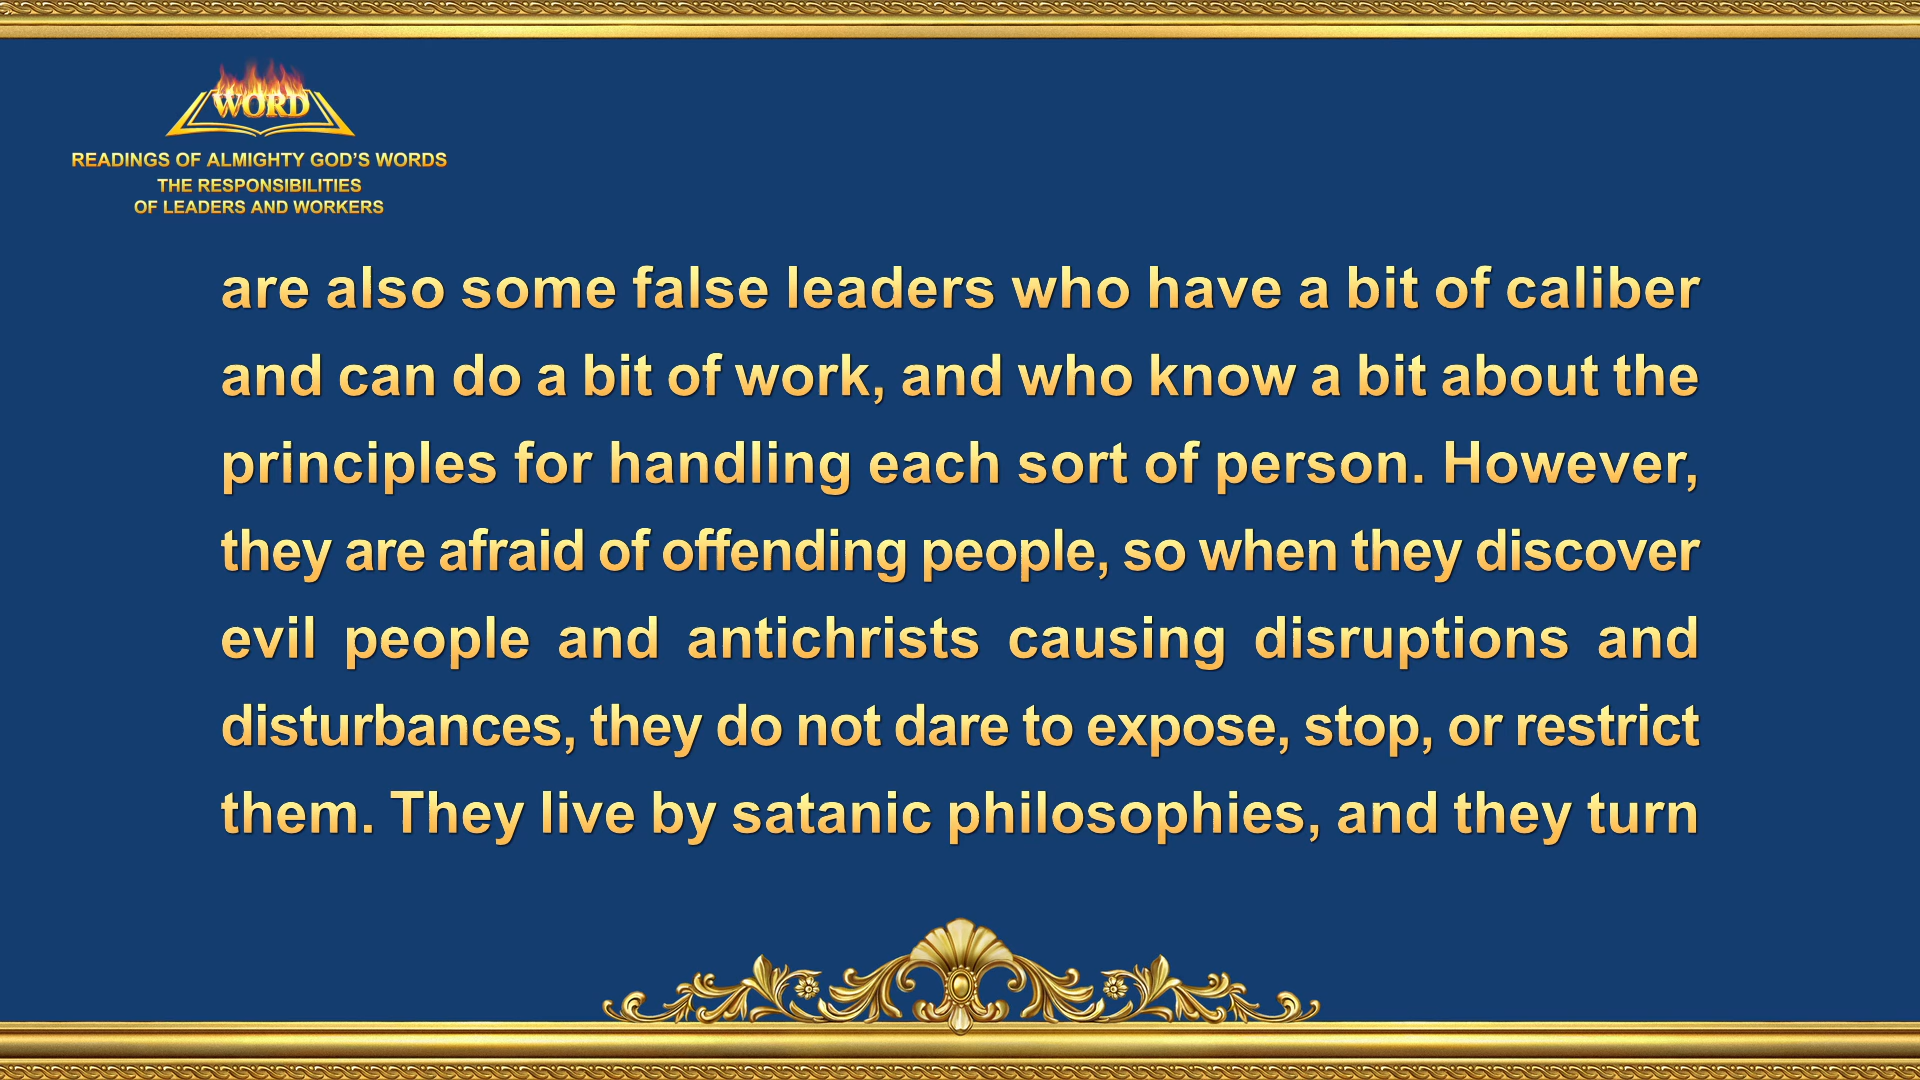 WORD
READINGS OF ALMIGHTY GOD’S WORDS
THE RESPONSIBILITIES
OF LEADERS AND WORKERS
are also some false leaders who have a bit of caliber
and can do a bit of work, and who know a bit about the
principles for handling each sort of person. However,
they are afraid of offending people, so when they discover
evil people and antichrists causing disruptions and
disturbances, they do not dare to expose, stop, or restrict
them. They live by satanic philosophies, and they turn